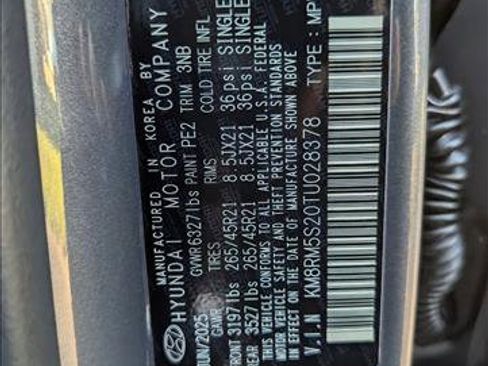 MANUFACTURED IN KOREA BY
HYUNDAI MOTOR COMPANY
JUN/2025 GVWR 6327lbs PAINT PE2 TRIM 3NB
GAWR TIRES RIMS COLD TIRE INFL
FRONT 3197lbs 265/45R21 8.5JX21 36psi SINGLE
REAR 3527lbs 265/45R21 8.5JX21 36psi SINGLE
THIS VEHICLE CONFORMS TO ALL APPLICABLE U.S.A. FEDERAL
MOTOR VEHICLE SAFETY AND THEFT PREVENTION STANDARDS
IN EFFECT ON THE DATE OF MANUFACTURE SHOWN ABOVE
V.I.N : KM8RM5S20TU028378 TYPE : MP